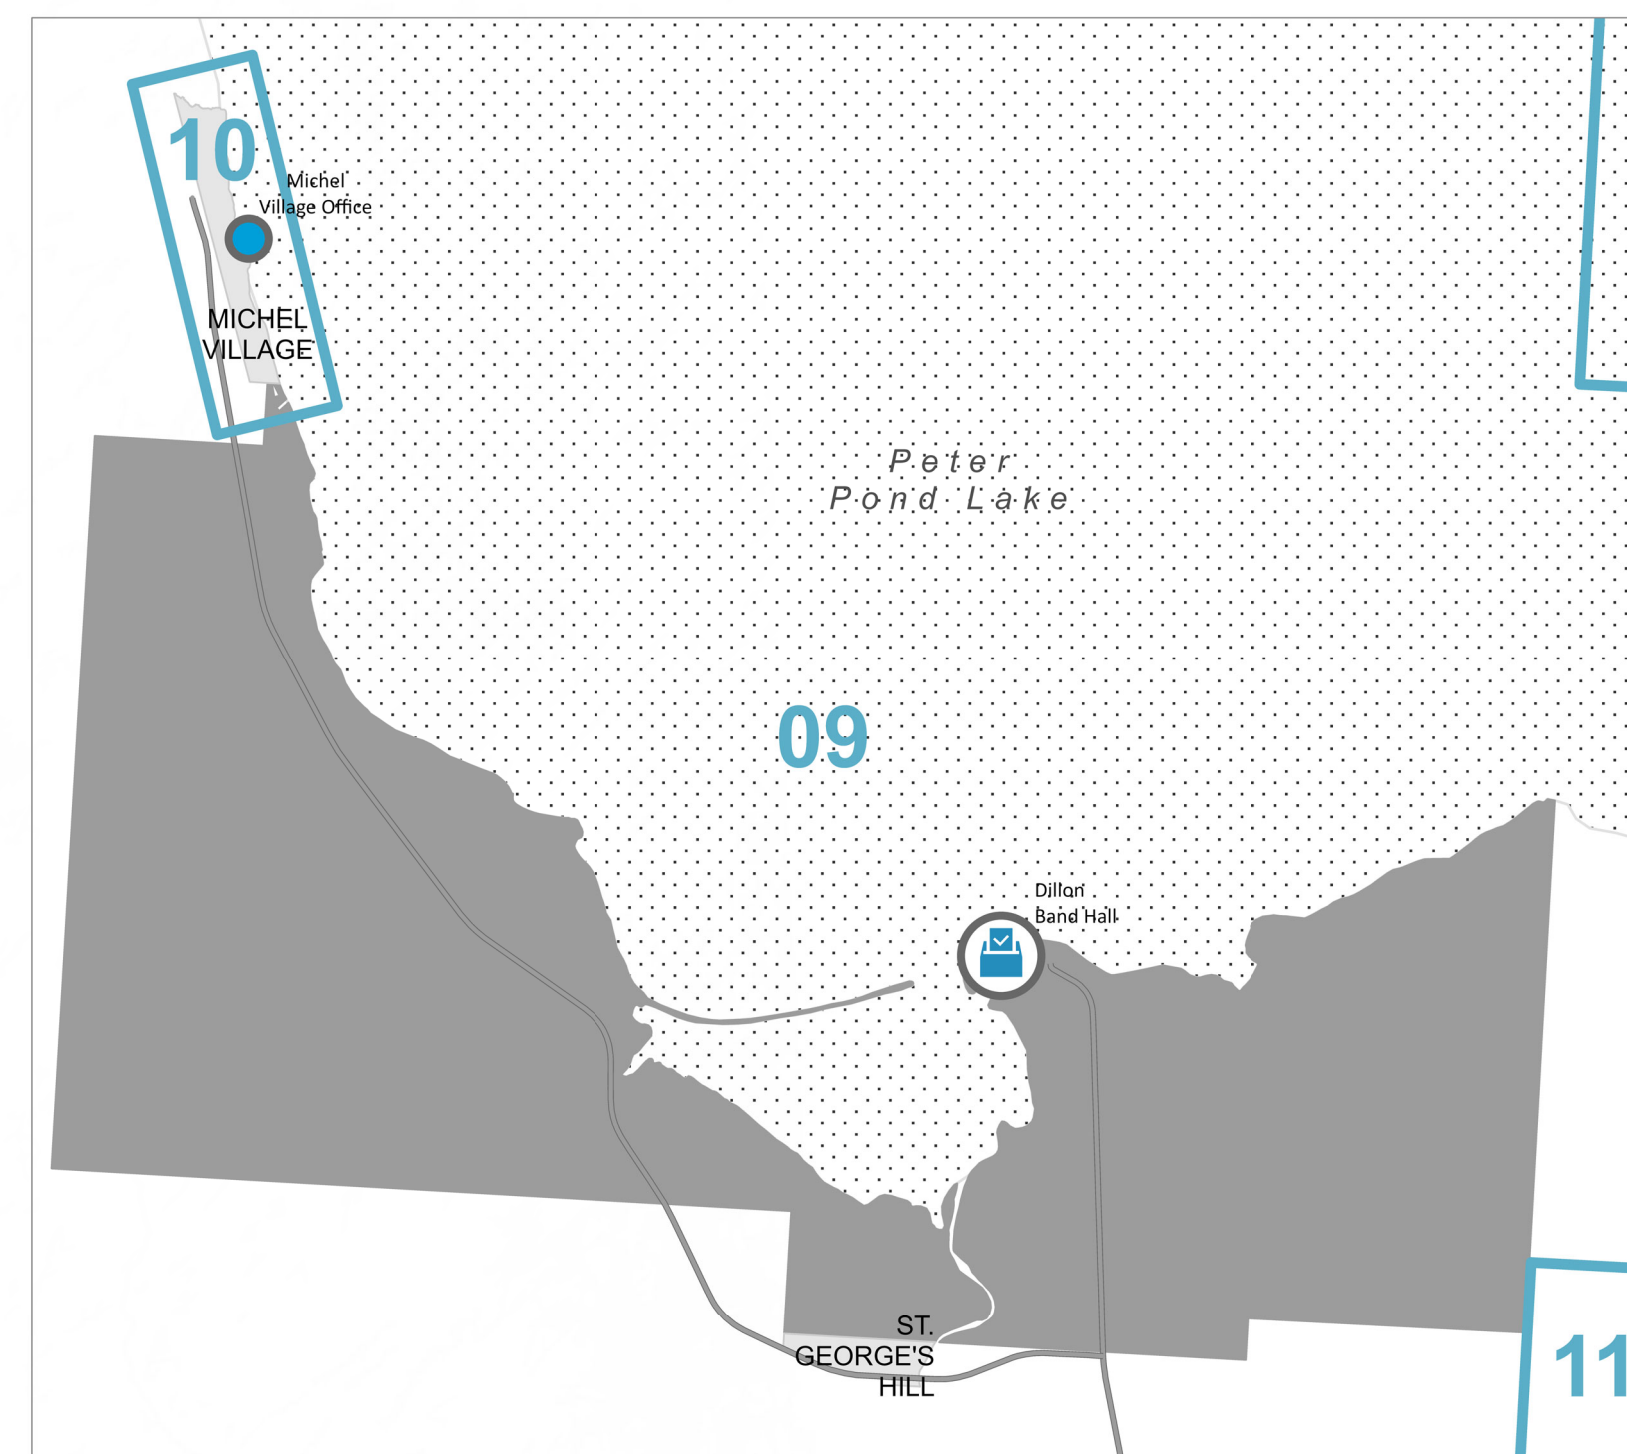 10
Michel
Village Office
MICHEL
VILLAGE
Peter
Pond Lake
09
Dillon
Band Hall
ST.
GEORGE'S
HILL
11